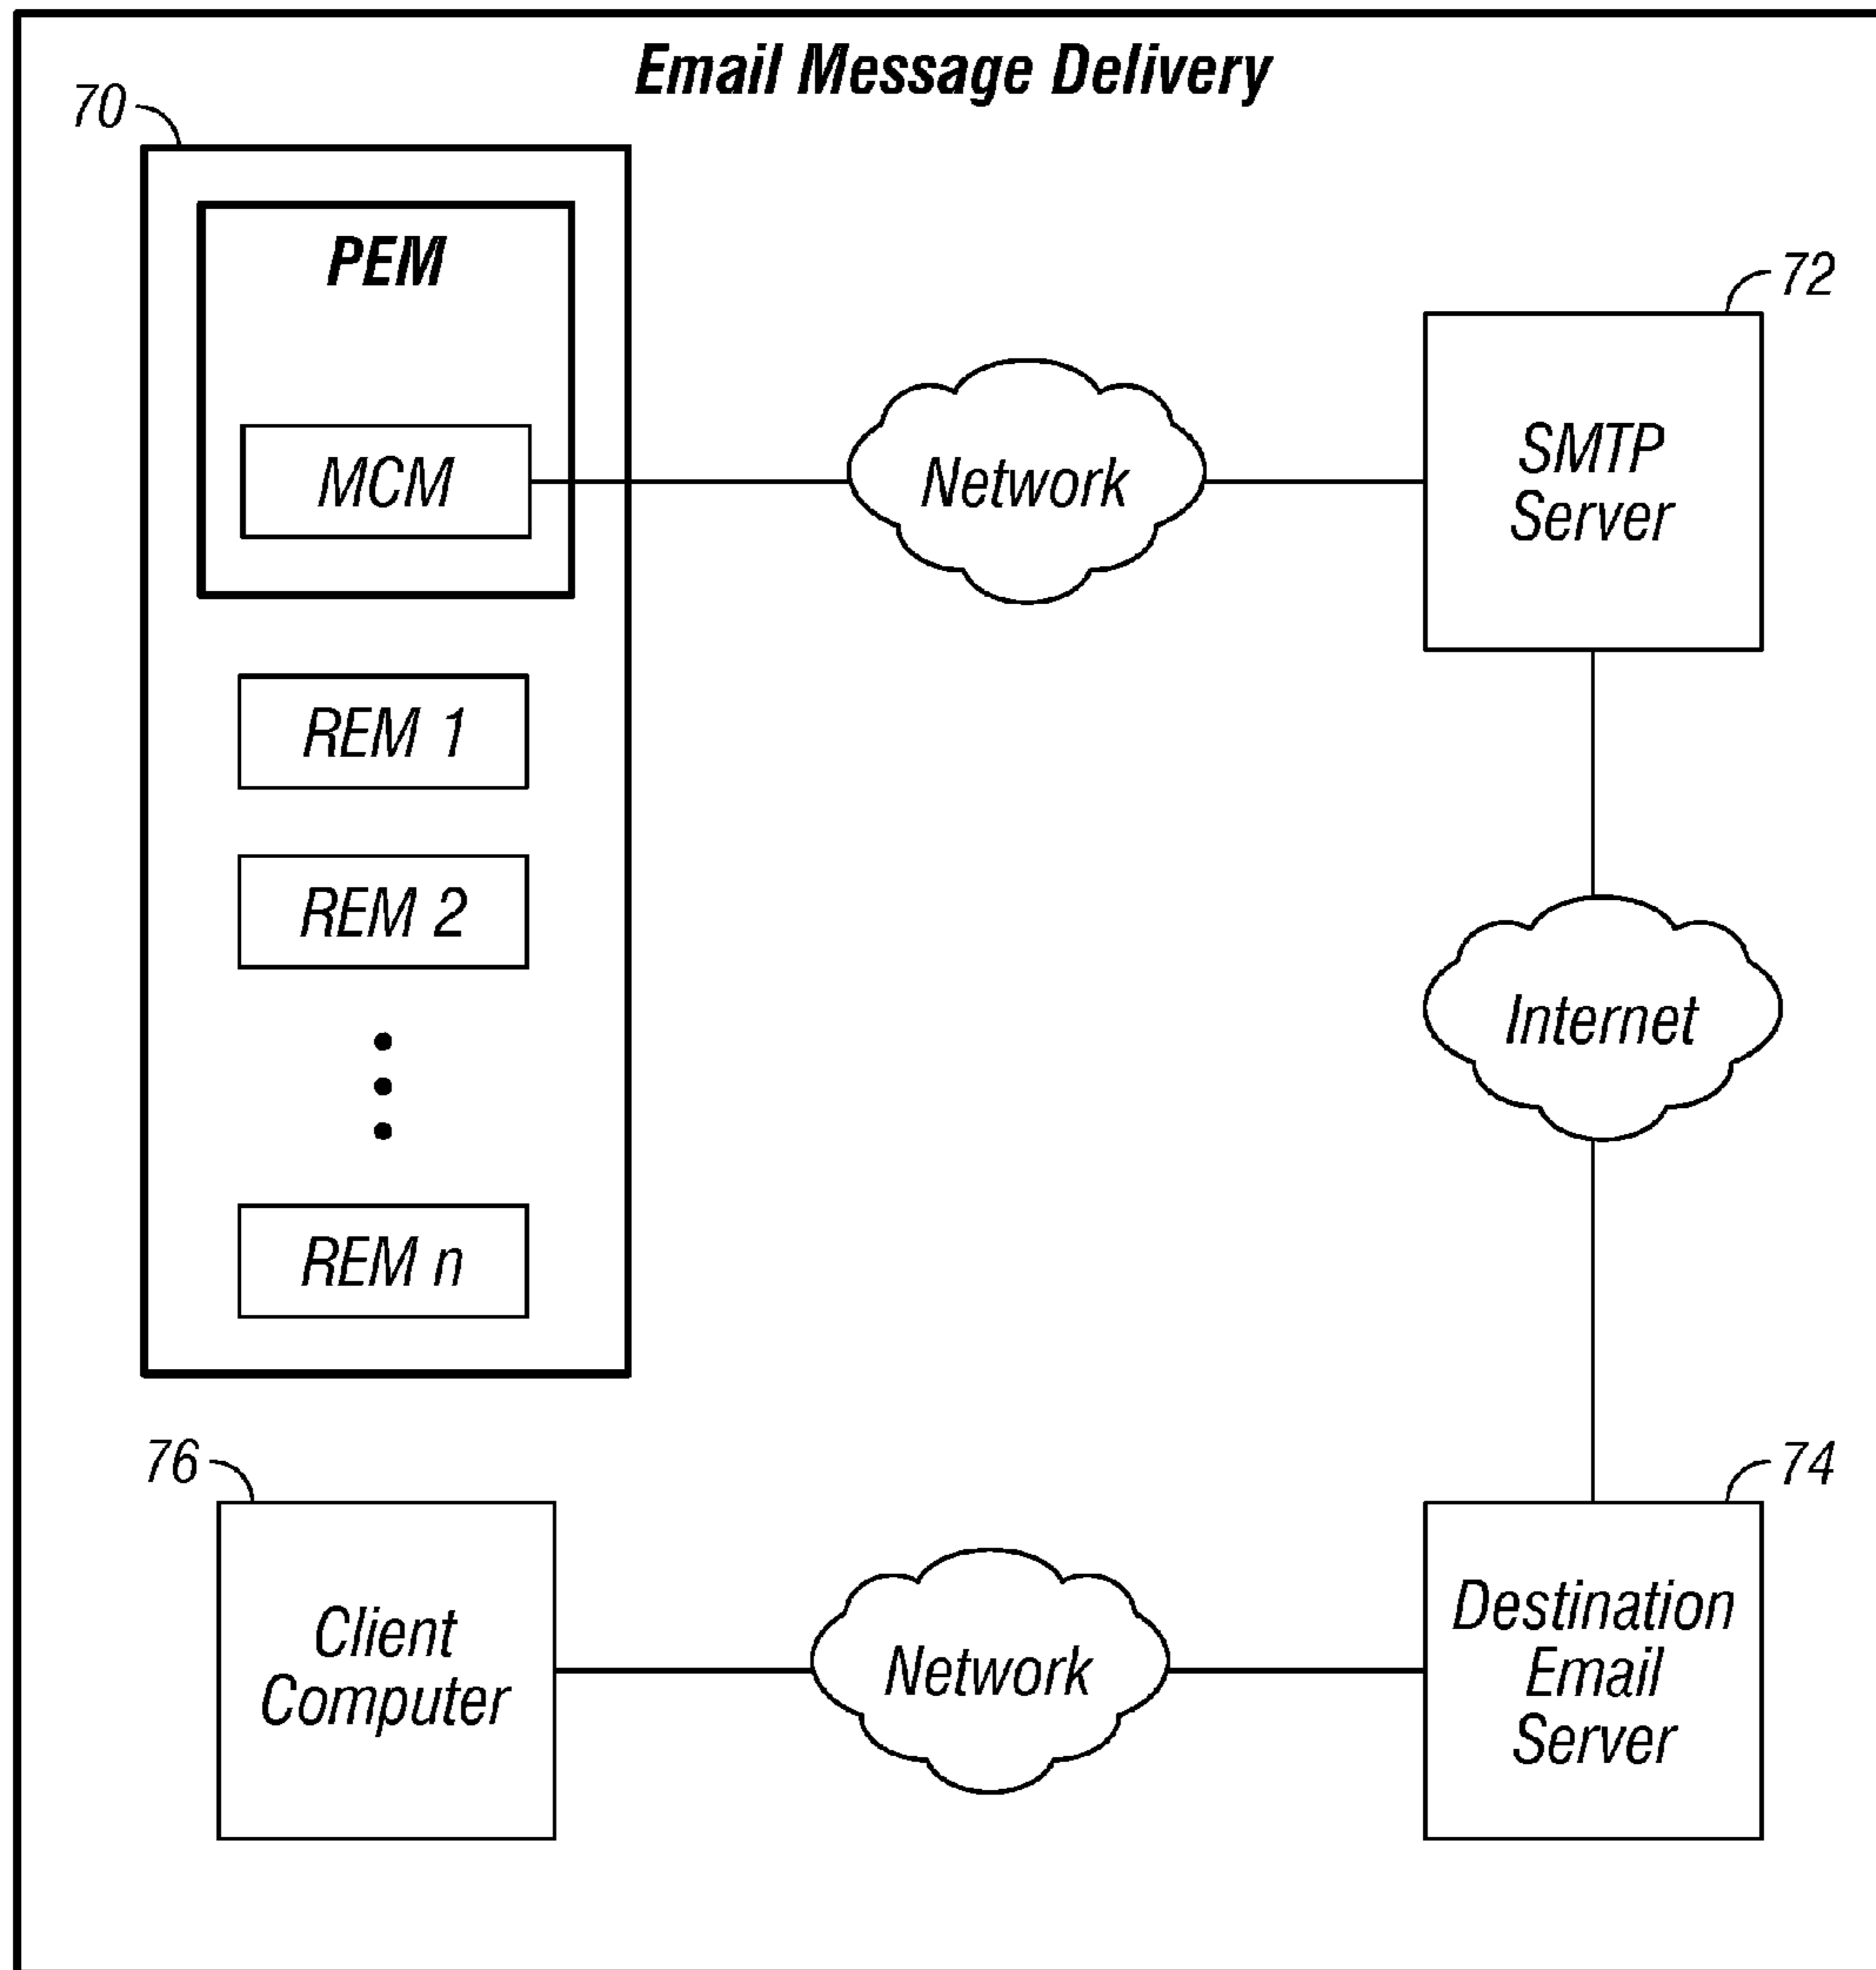 Email Message Delivery
70
PEM
72
MCM
Network
SMTP
Server
REM 1
REM 2
Internet
REM n
76
74
Client
Computer
Network
Destination
Email
Server